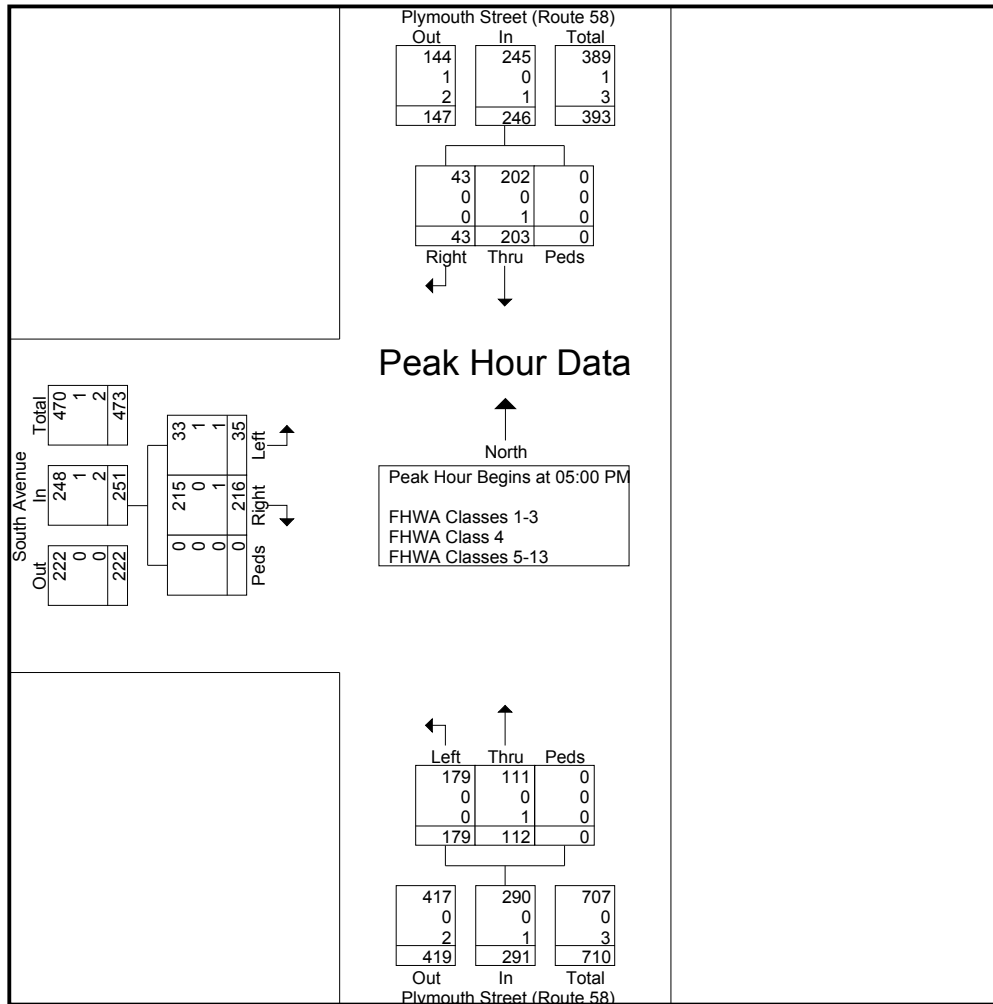 Plymouth Street (Route 58)
Out In Total
144 245 389
1 0 1
2 1 3
147 246 393
43 202 0
0 0 0
0 1 0
43 203 0
Right Thru Peds
Peak Hour Data
North
Peak Hour Begins at 05:00 PM
FHWA Classes 1-3
FHWA Class 4
FHWA Classes 5-13
South Avenue
Out In Total
222 248 470
0 1 1
0 2 2
222 251 473
0 215 33
0 0 1
0 1 1
0 216 35
Peds Right Left
Left Thru Peds
179 111 0
0 0 0
0 1 0
179 112 0
417 290 707
0 0 0
2 1 3
419 291 710
Out In Total
Plymouth Street (Route 58)